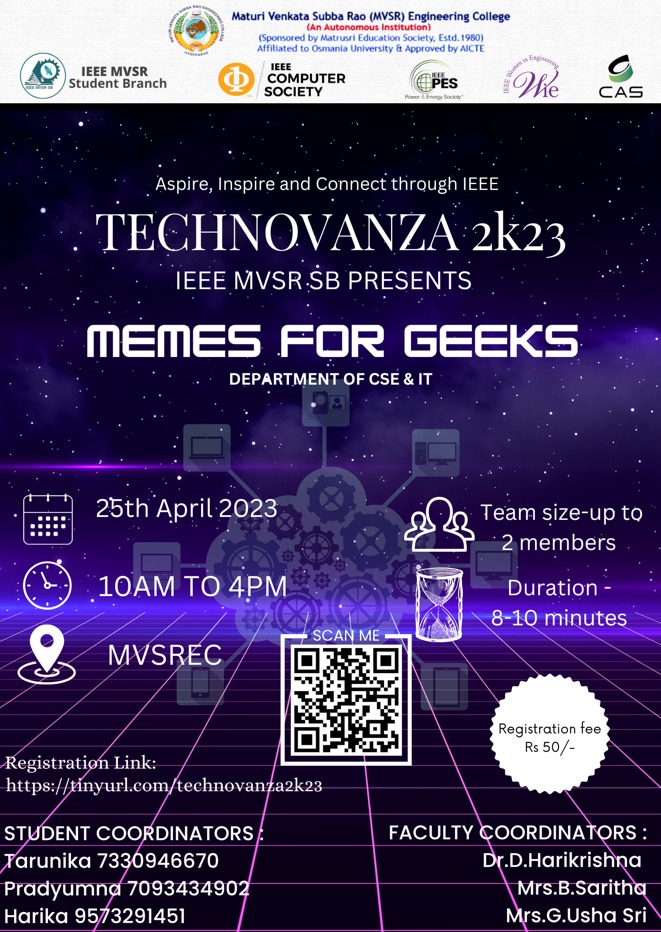 Maturi Venkata Subba Rao (MVSR) Engineering College
(An Autonomous Institution)
(Sponsored by Matrusri Education Society, Estd.1980)
Affiliated to Osmania University & Approved by AICTE
IEEE MVSR
Student Branch
IEEE
COMPUTER
SOCIETY
IEEE
PES
Power & Energy Society
IEEE Women in Engineering
Wie
CAS
Aspire, Inspire and Connect through IEEE
TECHNOVANZA 2k23
IEEE MVSR SB PRESENTS
MEMES FOR GEEKS
DEPARTMENT OF CSE & IT
25th April 2023
Team size-up to
2 members
10AM TO 4PM
Duration -
8-10 minutes
MVSREC
SCAN ME
Registration fee
Rs 50/-
Registration Link:
https://tinyurl.com/technovanza2k23
STUDENT COORDINATORS :
Tarunika 7330946670
Pradyumna 7093434902
Harika 9573291451
FACULTY COORDINATORS :
Dr.D.Harikrishna
Mrs.B.Saritha
Mrs.G.Usha Sri